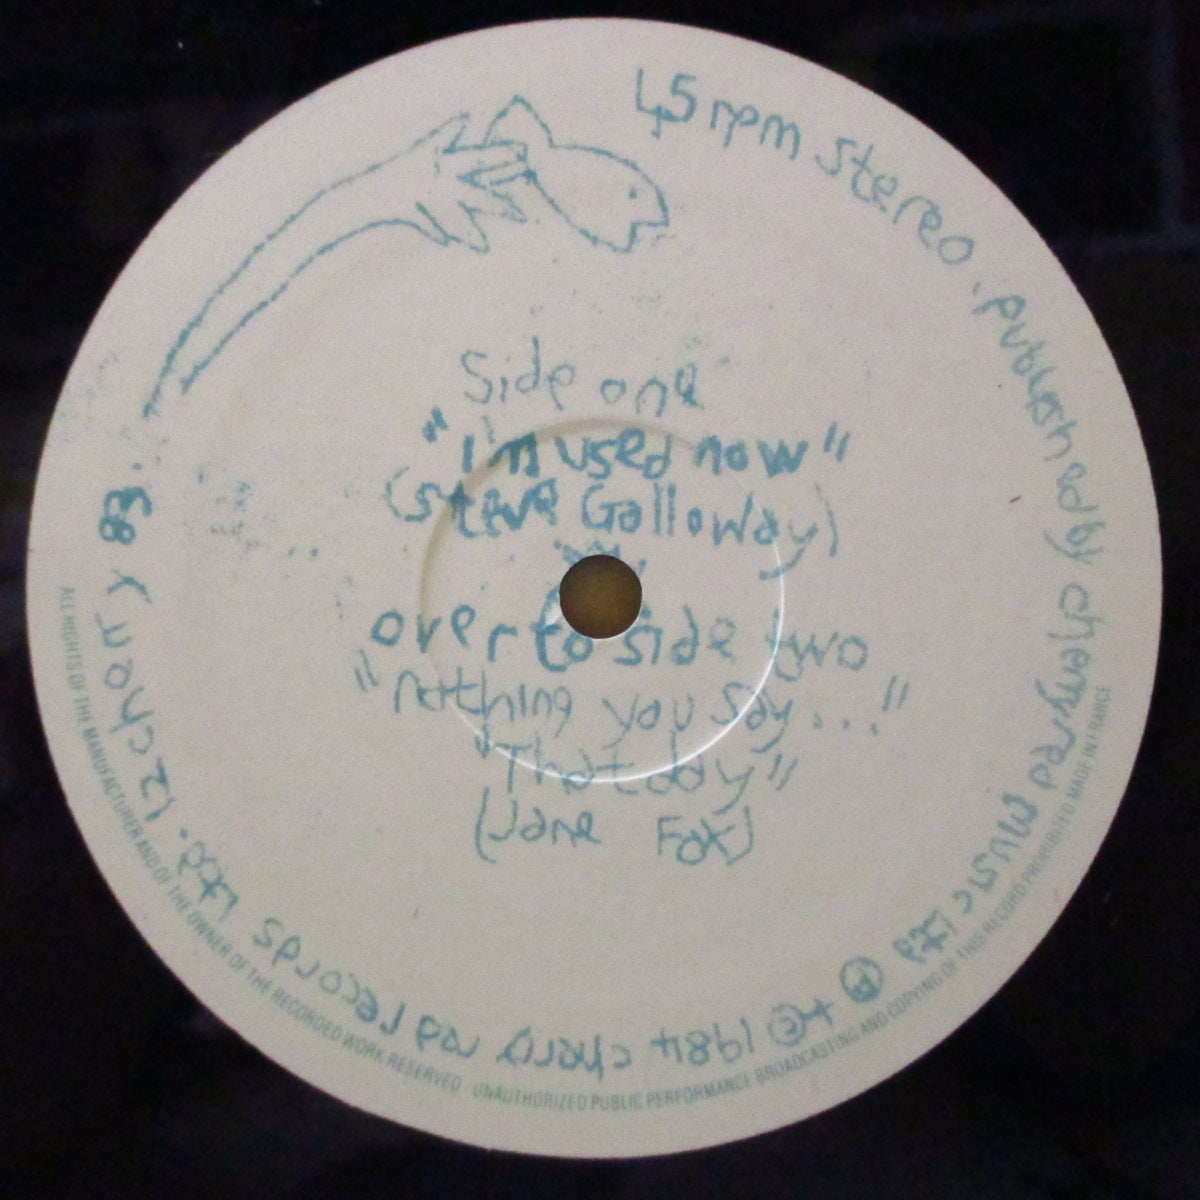 45 rpm stereo. published by cherry red music Ltd Ⓟ + © 1984 cherry red records Ltd. 12 cherry 83.
Side one
"I'm used now"
(Steve Galloway)
over to side two
"nothing you say..."
"That day"
(Jane Fox)
ALL RIGHTS OF THE MANUFACTURER AND OF THE OWNER OF THE RECORDED WORK RESERVED · UNAUTHORIZED PUBLIC PERFORMANCE BROADCASTING AND COPYING OF THIS RECORD PROHIBITED MADE IN FRANCE